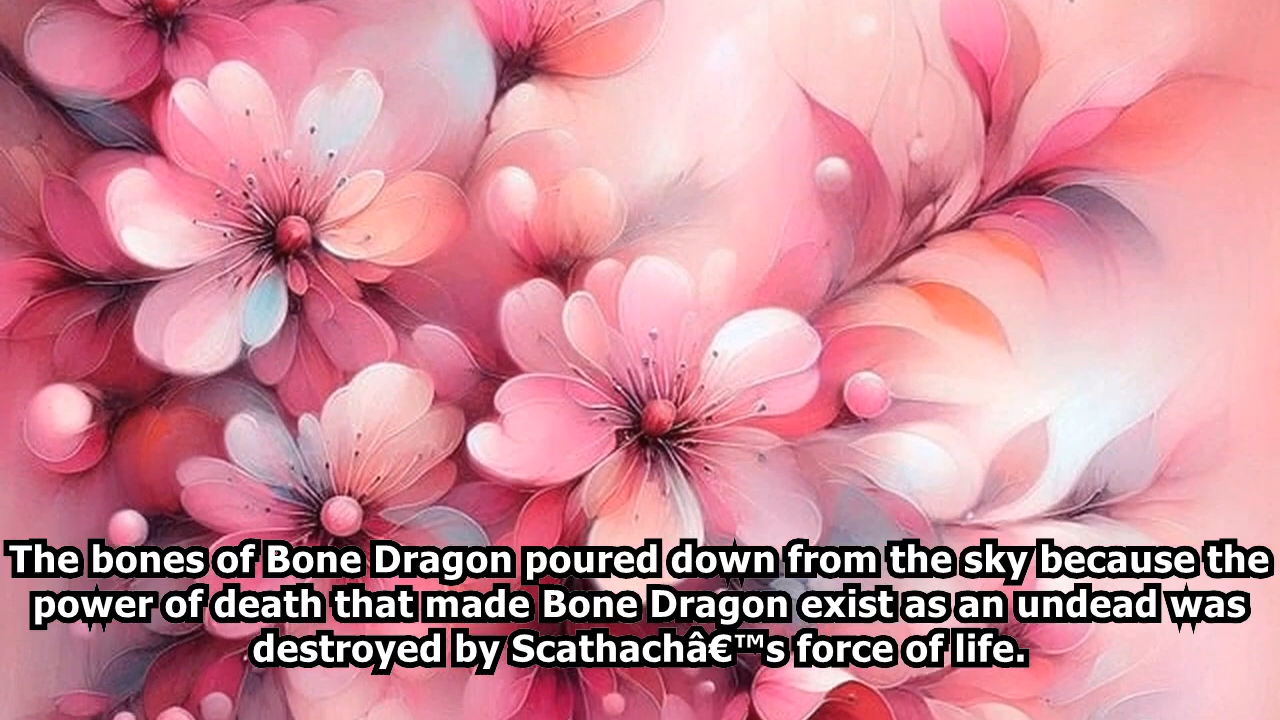 The bones of Bone Dragon poured down from the sky because the
power of death that made Bone Dragon exist as an undead was
destroyed by Scathachâ€™s force of life.